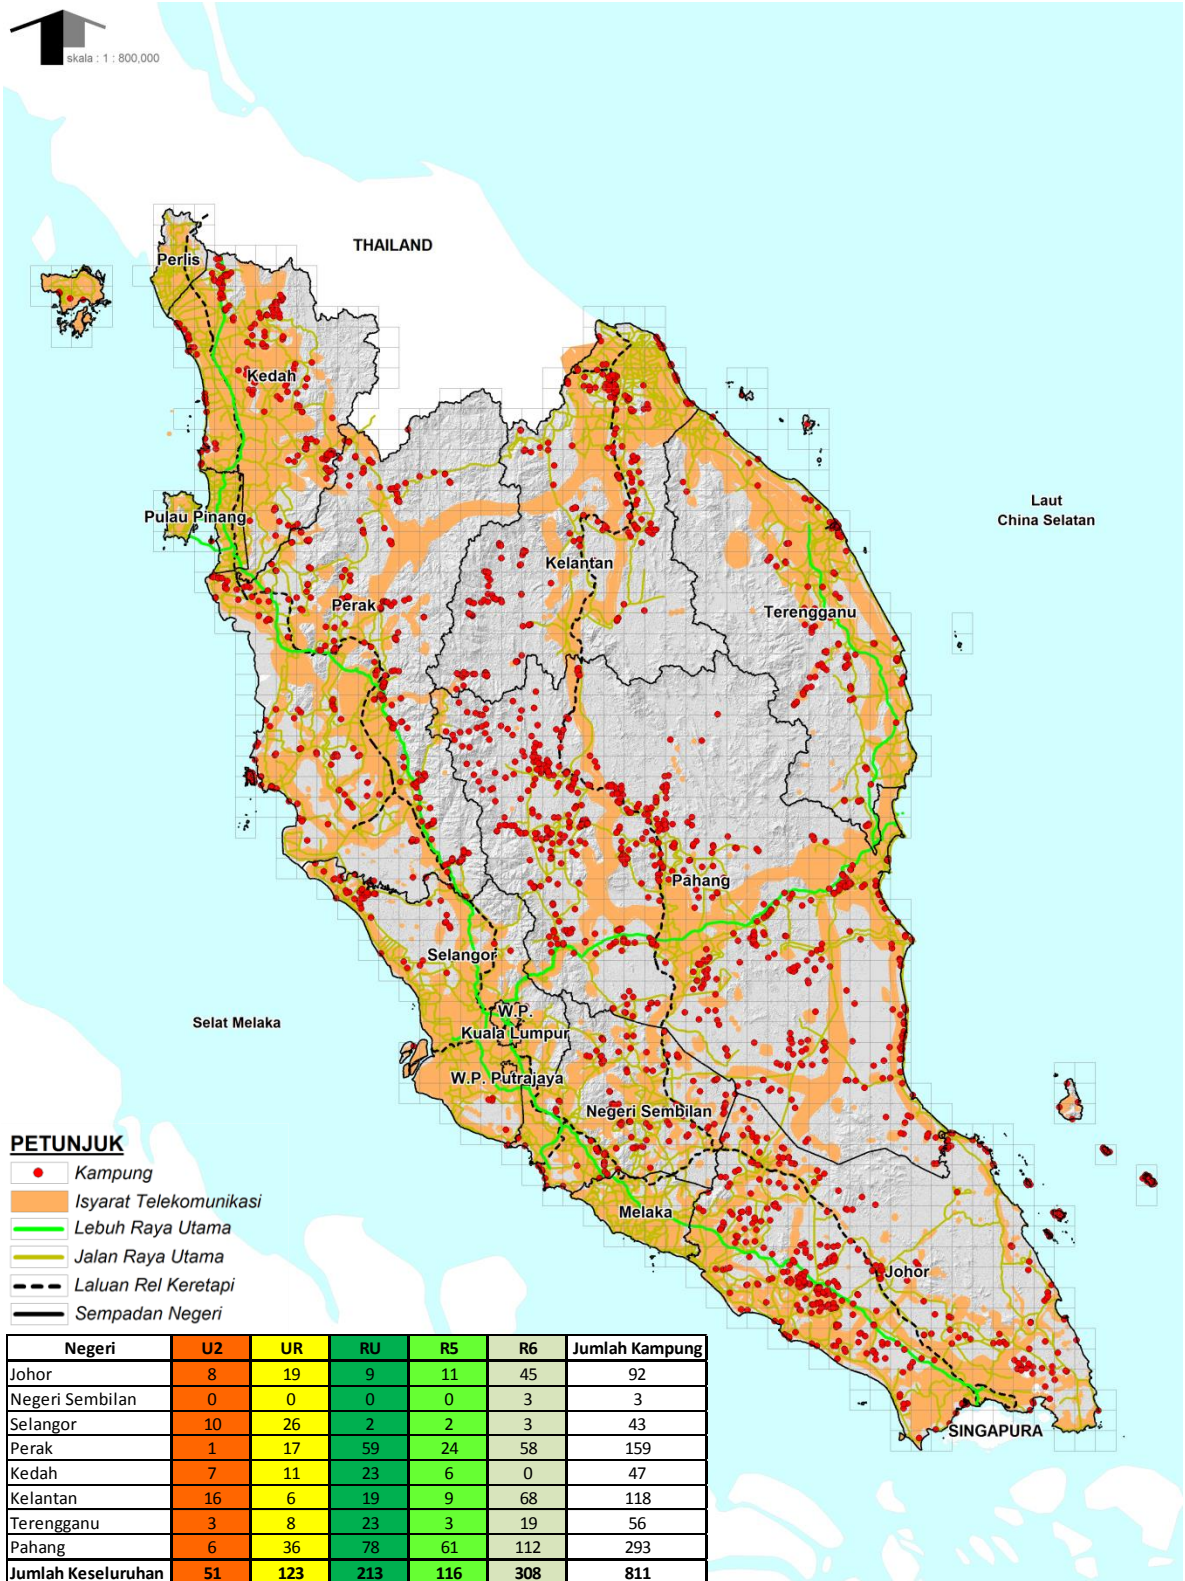 skala : 1 : 800,000
THAILAND
Perlis
Kedah
Pulau Pinang
Laut
China Selatan
Kelantan
Perak
Terengganu
Pahang
Selangor
W.P.
Kuala Lumpur
Selat Melaka
W.P. Putrajaya
Negeri Sembilan
Melaka
Johor
SINGAPURA
PETUNJUK
Kampung
Isyarat Telekomunikasi
Lebuh Raya Utama
Jalan Raya Utama
Laluan Rel Keretapi
Sempadan Negeri
Negeri U2 UR RU R5 R6 Jumlah Kampung
Johor 8 19 9 11 45 92
Negeri Sembilan 0 0 0 0 3 3
Selangor 10 26 2 2 3 43
Perak 1 17 59 24 58 159
Kedah 7 11 23 6 0 47
Kelantan 16 6 19 9 68 118
Terengganu 3 8 23 3 19 56
Pahang 6 36 78 61 112 293
Jumlah Keseluruhan 51 123 213 116 308 811